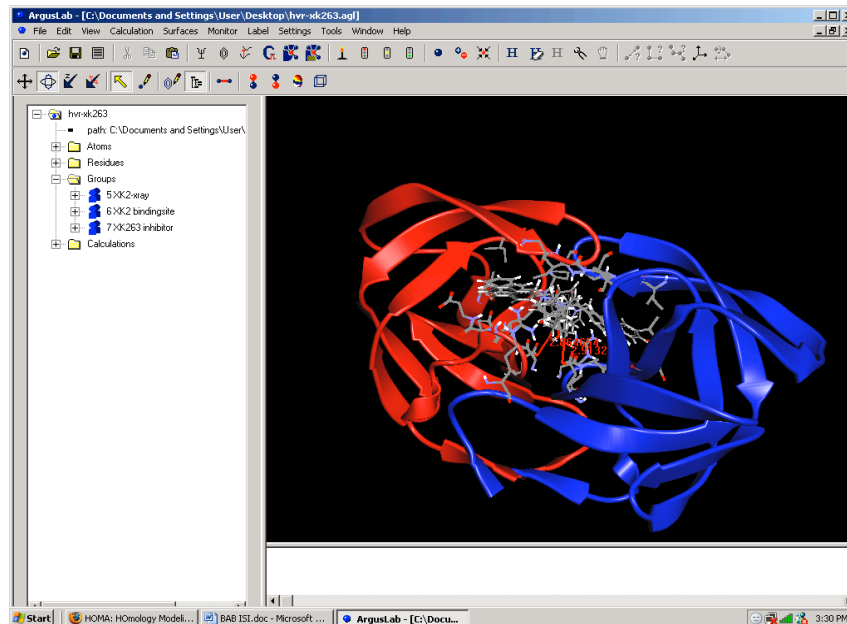 ArgusLab - [C:\Documents and Settings\User\Desktop\hvr-xk263.agl]
File Edit View Calculation Surfaces Monitor Label Settings Tools Window Help
hvr-xk263
path: C:\Documents and Settings\User\
Atoms
Residues
Groups
5 XK2-xray
6 XK2 bindingsite
7 XK263 inhibitor
Calculations
Start HOMA: HOmology Modeli... BAB ISI.doc - Microsoft ... ArgusLab - [C:\Docu... 3:30 PM